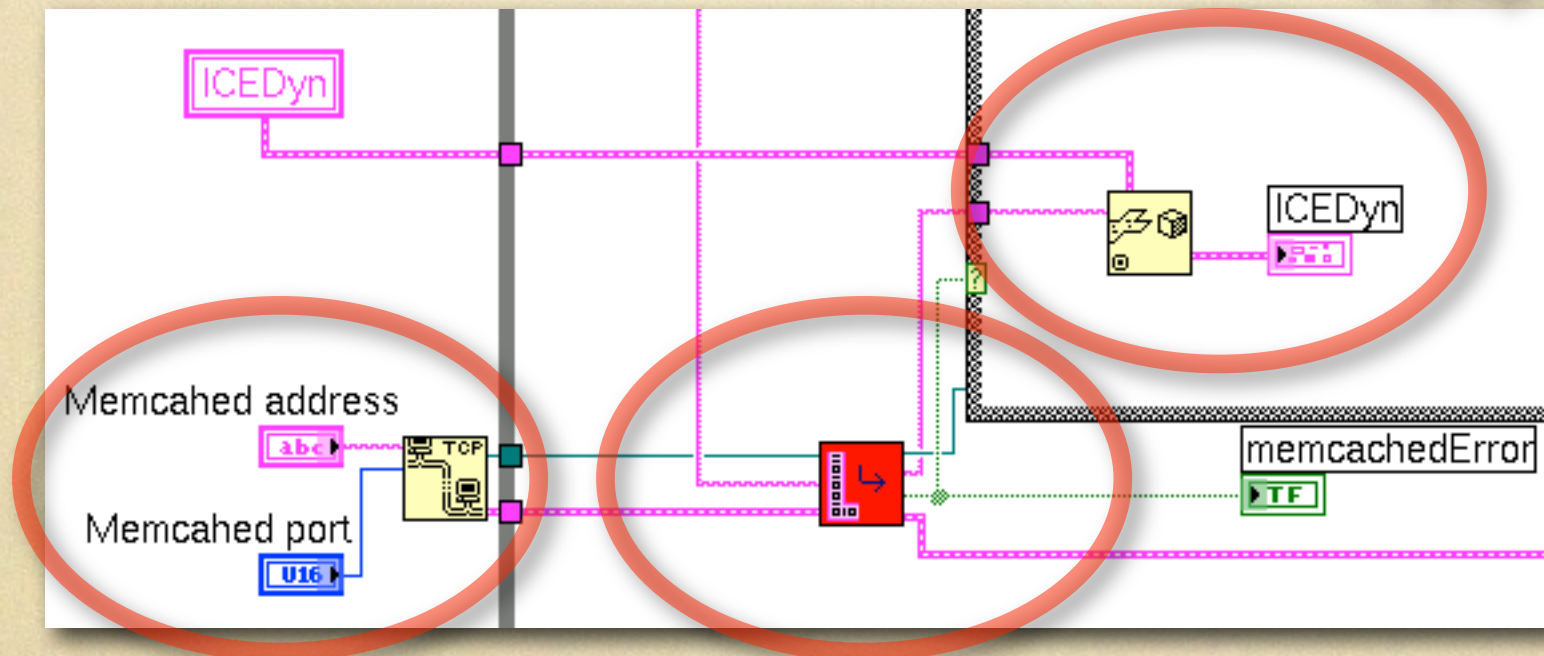 ICEDyn
ICEDyn
Memcahed address
abc
TCP
Memcahed port
U16
?
memcachedError
TF